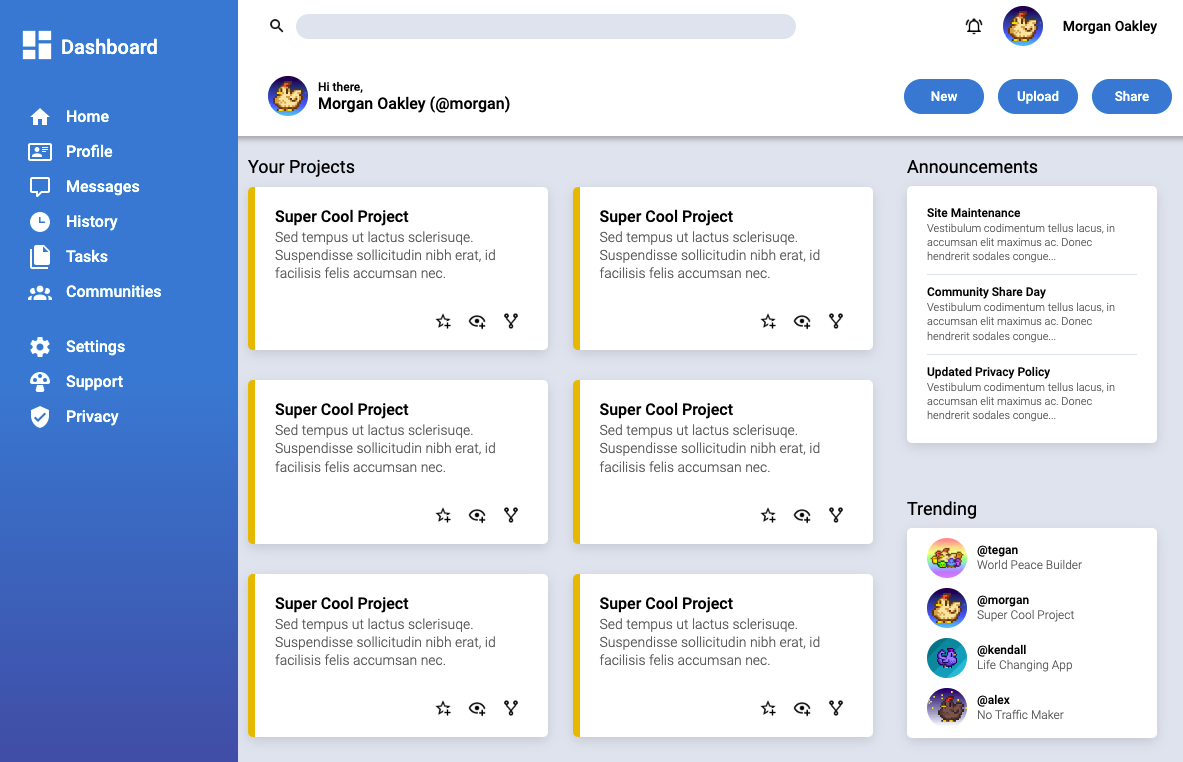 Dashboard
Home
Profile
Messages
History
Tasks
Communities
Settings
Support
Privacy
Morgan Oakley
Hi there,
Morgan Oakley (@morgan)
New
Upload
Share
Your Projects
Super Cool Project
Sed tempus ut lactus sclerisuqe.
Suspendisse sollicitudin nibh erat, id
facilisis felis accumsan nec.
Super Cool Project
Sed tempus ut lactus sclerisuqe.
Suspendisse sollicitudin nibh erat, id
facilisis felis accumsan nec.
Super Cool Project
Sed tempus ut lactus sclerisuqe.
Suspendisse sollicitudin nibh erat, id
facilisis felis accumsan nec.
Super Cool Project
Sed tempus ut lactus sclerisuqe.
Suspendisse sollicitudin nibh erat, id
facilisis felis accumsan nec.
Super Cool Project
Sed tempus ut lactus sclerisuqe.
Suspendisse sollicitudin nibh erat, id
facilisis felis accumsan nec.
Super Cool Project
Sed tempus ut lactus sclerisuqe.
Suspendisse sollicitudin nibh erat, id
facilisis felis accumsan nec.
Announcements
Site Maintenance
Vestibulum codimentum tellus lacus, in
accumsan elit maximus ac. Donec
hendrerit sodales congue...
Community Share Day
Vestibulum codimentum tellus lacus, in
accumsan elit maximus ac. Donec
hendrerit sodales congue...
Updated Privacy Policy
Vestibulum codimentum tellus lacus, in
accumsan elit maximus ac. Donec
hendrerit sodales congue...
Trending
@tegan
World Peace Builder
@morgan
Super Cool Project
@kendall
Life Changing App
@alex
No Traffic Maker